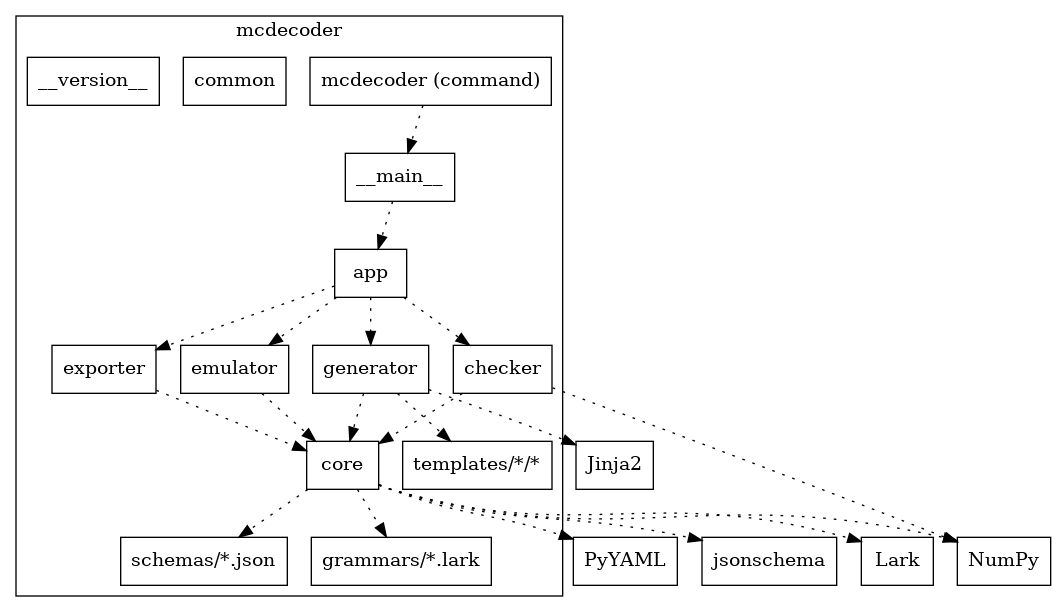 mcdecoder
__version__
common
mcdecoder (command)
__main__
app
exporter
emulator
generator
checker
core
templates/*/*
Jinja2
schemas/*.json
grammars/*.lark
PyYAML
jsonschema
Lark
NumPy